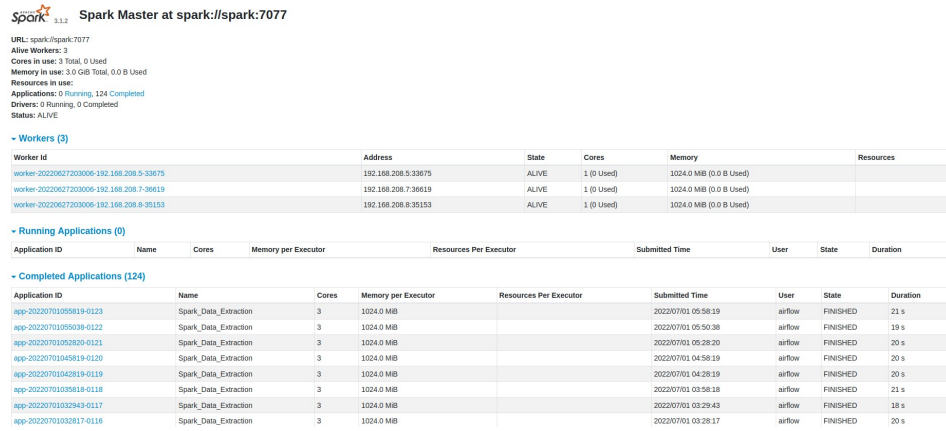 APACHE
Spark 3.1.2 Spark Master at spark://spark:7077
URL: spark://spark:7077
Alive Workers: 3
Cores in use: 3 Total, 0 Used
Memory in use: 3.0 GiB Total, 0.0 B Used
Resources in use:
Applications: 0 Running, 124 Completed
Drivers: 0 Running, 0 Completed
Status: ALIVE
Workers (3)
Worker Id Address State Cores Memory Resources
worker-20220627203006-192.168.208.5-33675 192.168.208.5:33675 ALIVE 1 (0 Used) 1024.0 MiB (0.0 B Used)
worker-20220627203006-192.168.208.7-36619 192.168.208.7:36619 ALIVE 1 (0 Used) 1024.0 MiB (0.0 B Used)
worker-20220627203006-192.168.208.8-35153 192.168.208.8:35153 ALIVE 1 (0 Used) 1024.0 MiB (0.0 B Used)
Running Applications (0)
Application ID Name Cores Memory per Executor Resources Per Executor Submitted Time User State Duration
Completed Applications (124)
Application ID Name Cores Memory per Executor Resources Per Executor Submitted Time User State Duration
app-20220701055819-0123 Spark_Data_Extraction 3 1024.0 MiB 2022/07/01 05:58:19 airflow FINISHED 21 s
app-20220701055038-0122 Spark_Data_Extraction 3 1024.0 MiB 2022/07/01 05:50:38 airflow FINISHED 19 s
app-20220701052820-0121 Spark_Data_Extraction 3 1024.0 MiB 2022/07/01 05:28:20 airflow FINISHED 20 s
app-20220701045819-0120 Spark_Data_Extraction 3 1024.0 MiB 2022/07/01 04:58:19 airflow FINISHED 20 s
app-20220701042819-0119 Spark_Data_Extraction 3 1024.0 MiB 2022/07/01 04:28:19 airflow FINISHED 20 s
app-20220701035818-0118 Spark_Data_Extraction 3 1024.0 MiB 2022/07/01 03:58:18 airflow FINISHED 21 s
app-20220701032943-0117 Spark_Data_Extraction 3 1024.0 MiB 2022/07/01 03:29:43 airflow FINISHED 18 s
app-20220701032817-0116 Spark_Data_Extraction 3 1024.0 MiB 2022/07/01 03:28:17 airflow FINISHED 20 s